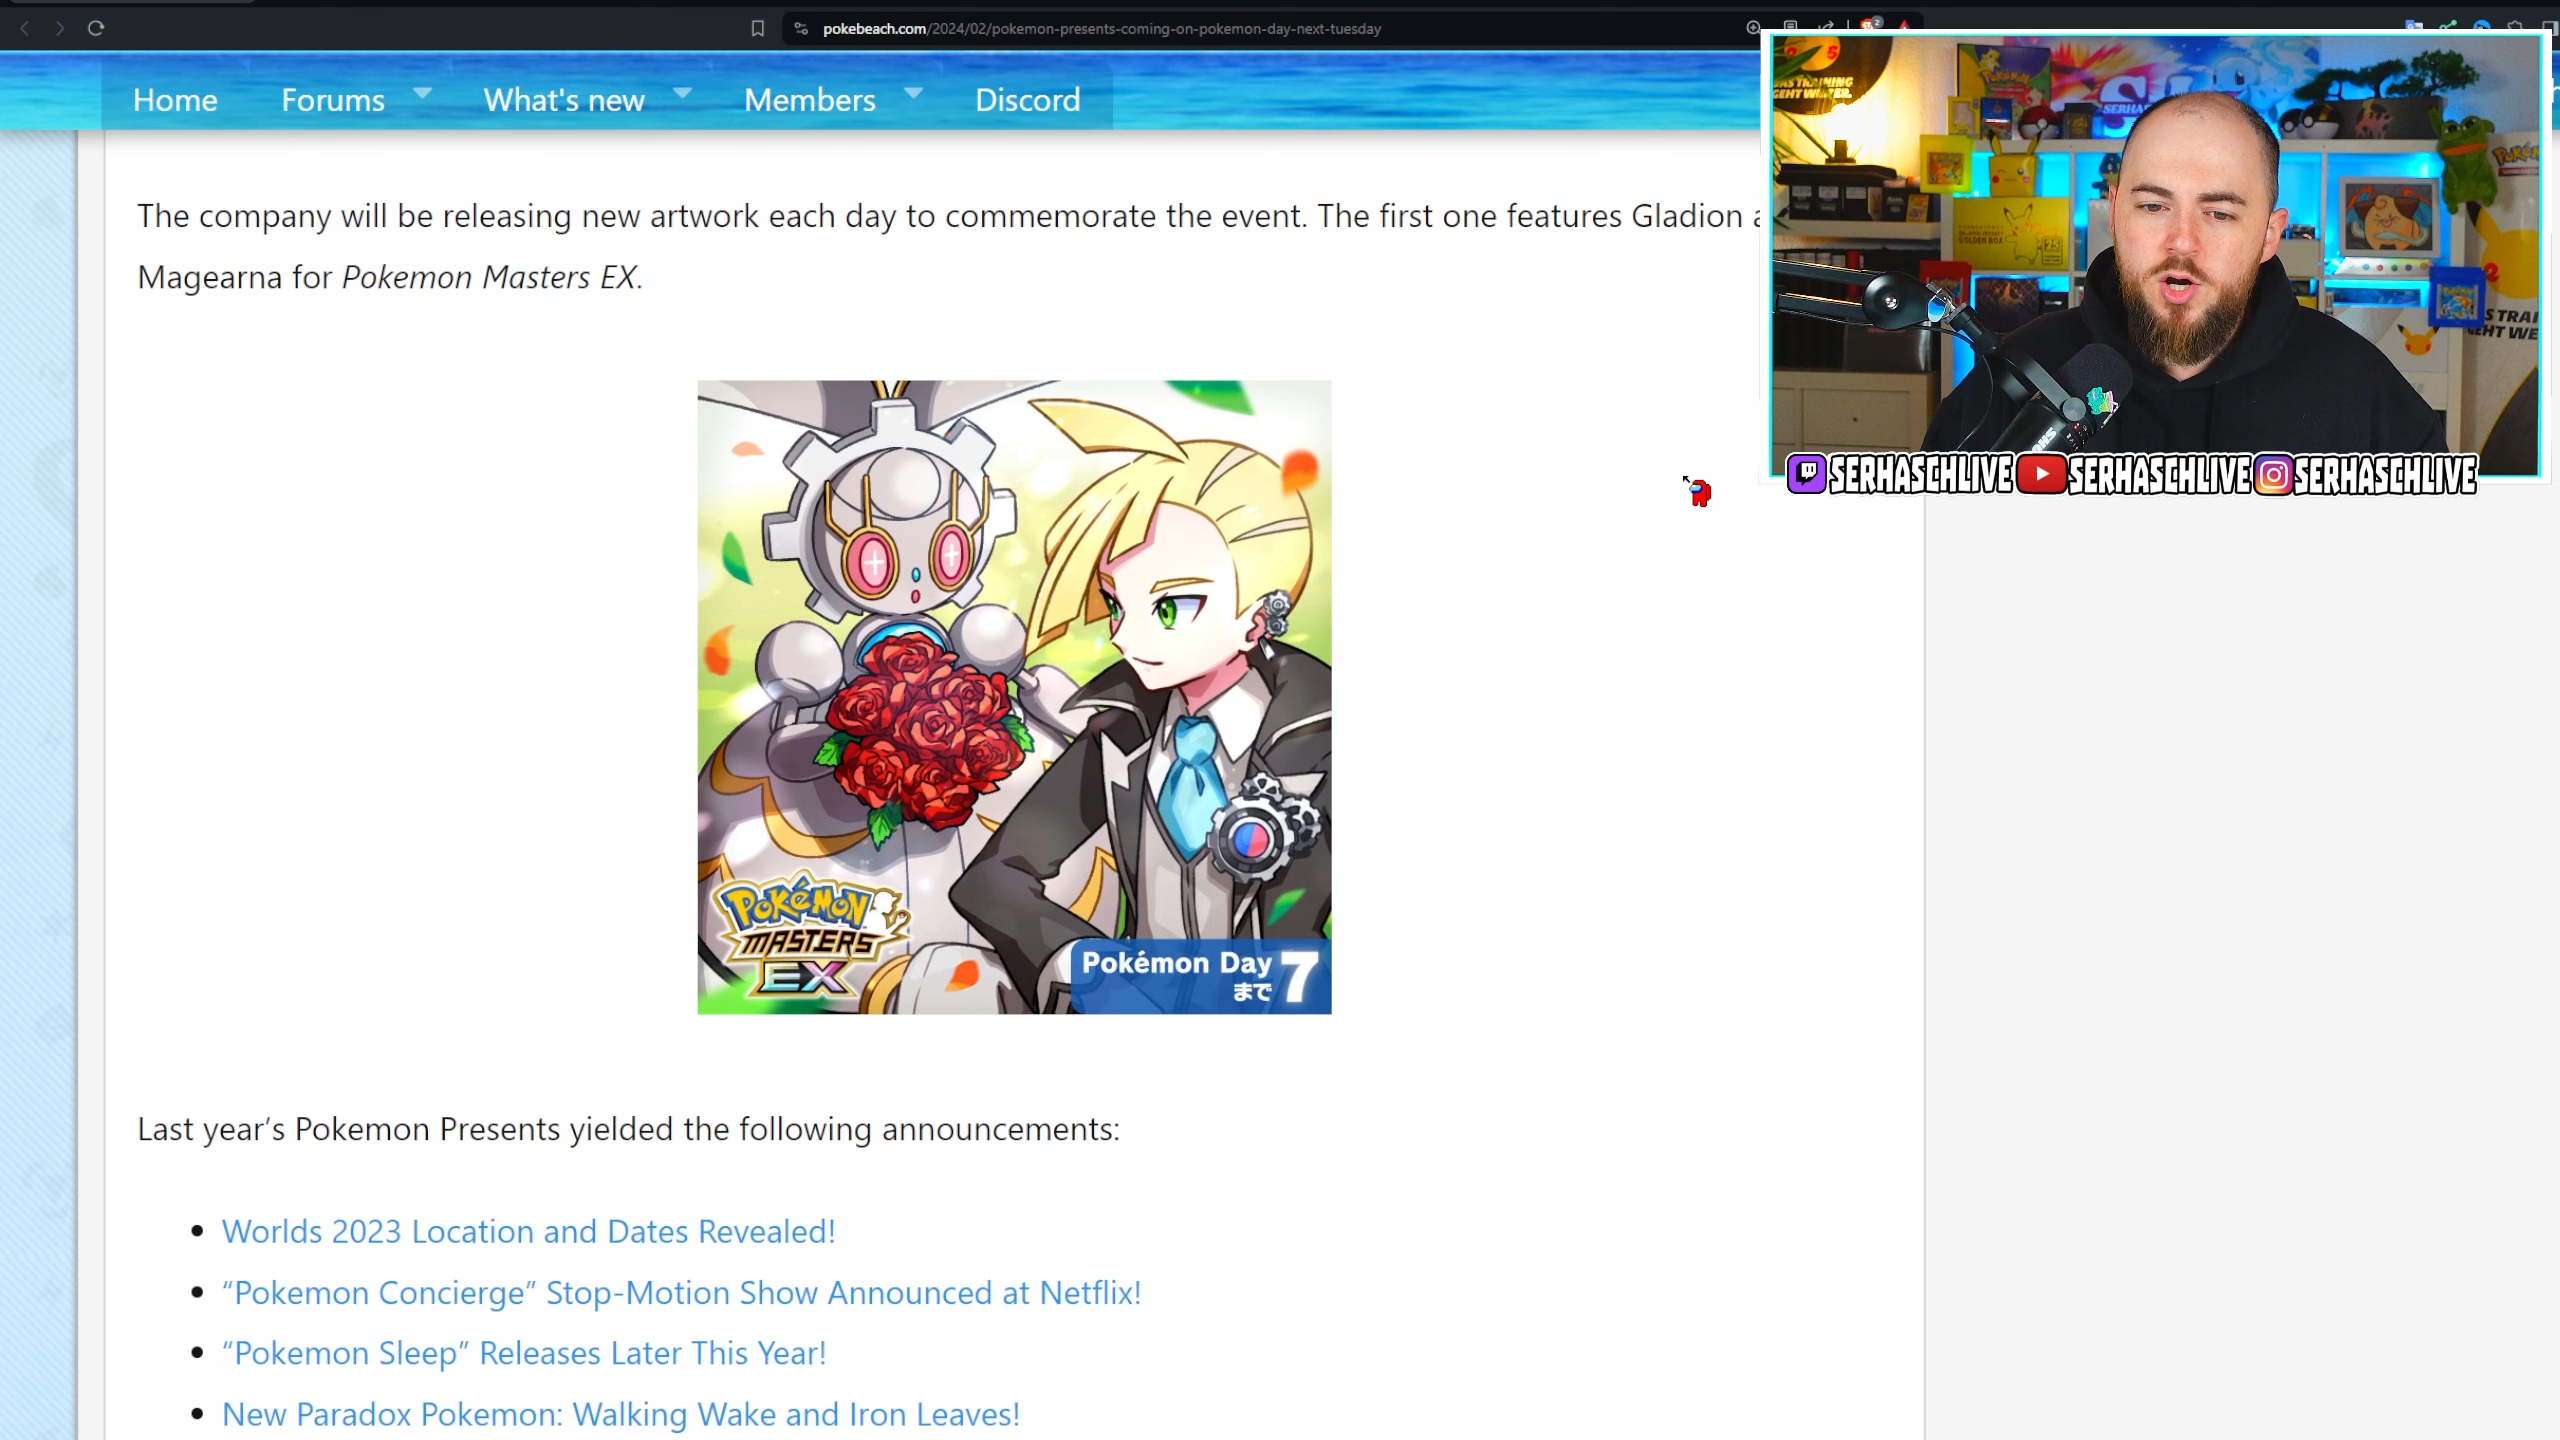 pokebeach.com/2024/02/pokemon-presents-coming-on-pokemon-day-next-tuesday
2
Home Forums What's new Members Discord
The company will be releasing new artwork each day to commemorate the event. The first one features Gladion a
Magearna for Pokemon Masters EX.
POKéMON
MASTERS
EX
Pokémon Day
まで 7
SERHASCHLIVE SERHASCHLIVE SERHASCHLIVE
Last year's Pokemon Presents yielded the following announcements:
• Worlds 2023 Location and Dates Revealed!
• “Pokemon Concierge” Stop-Motion Show Announced at Netflix!
• “Pokemon Sleep” Releases Later This Year!
• New Paradox Pokemon: Walking Wake and Iron Leaves!